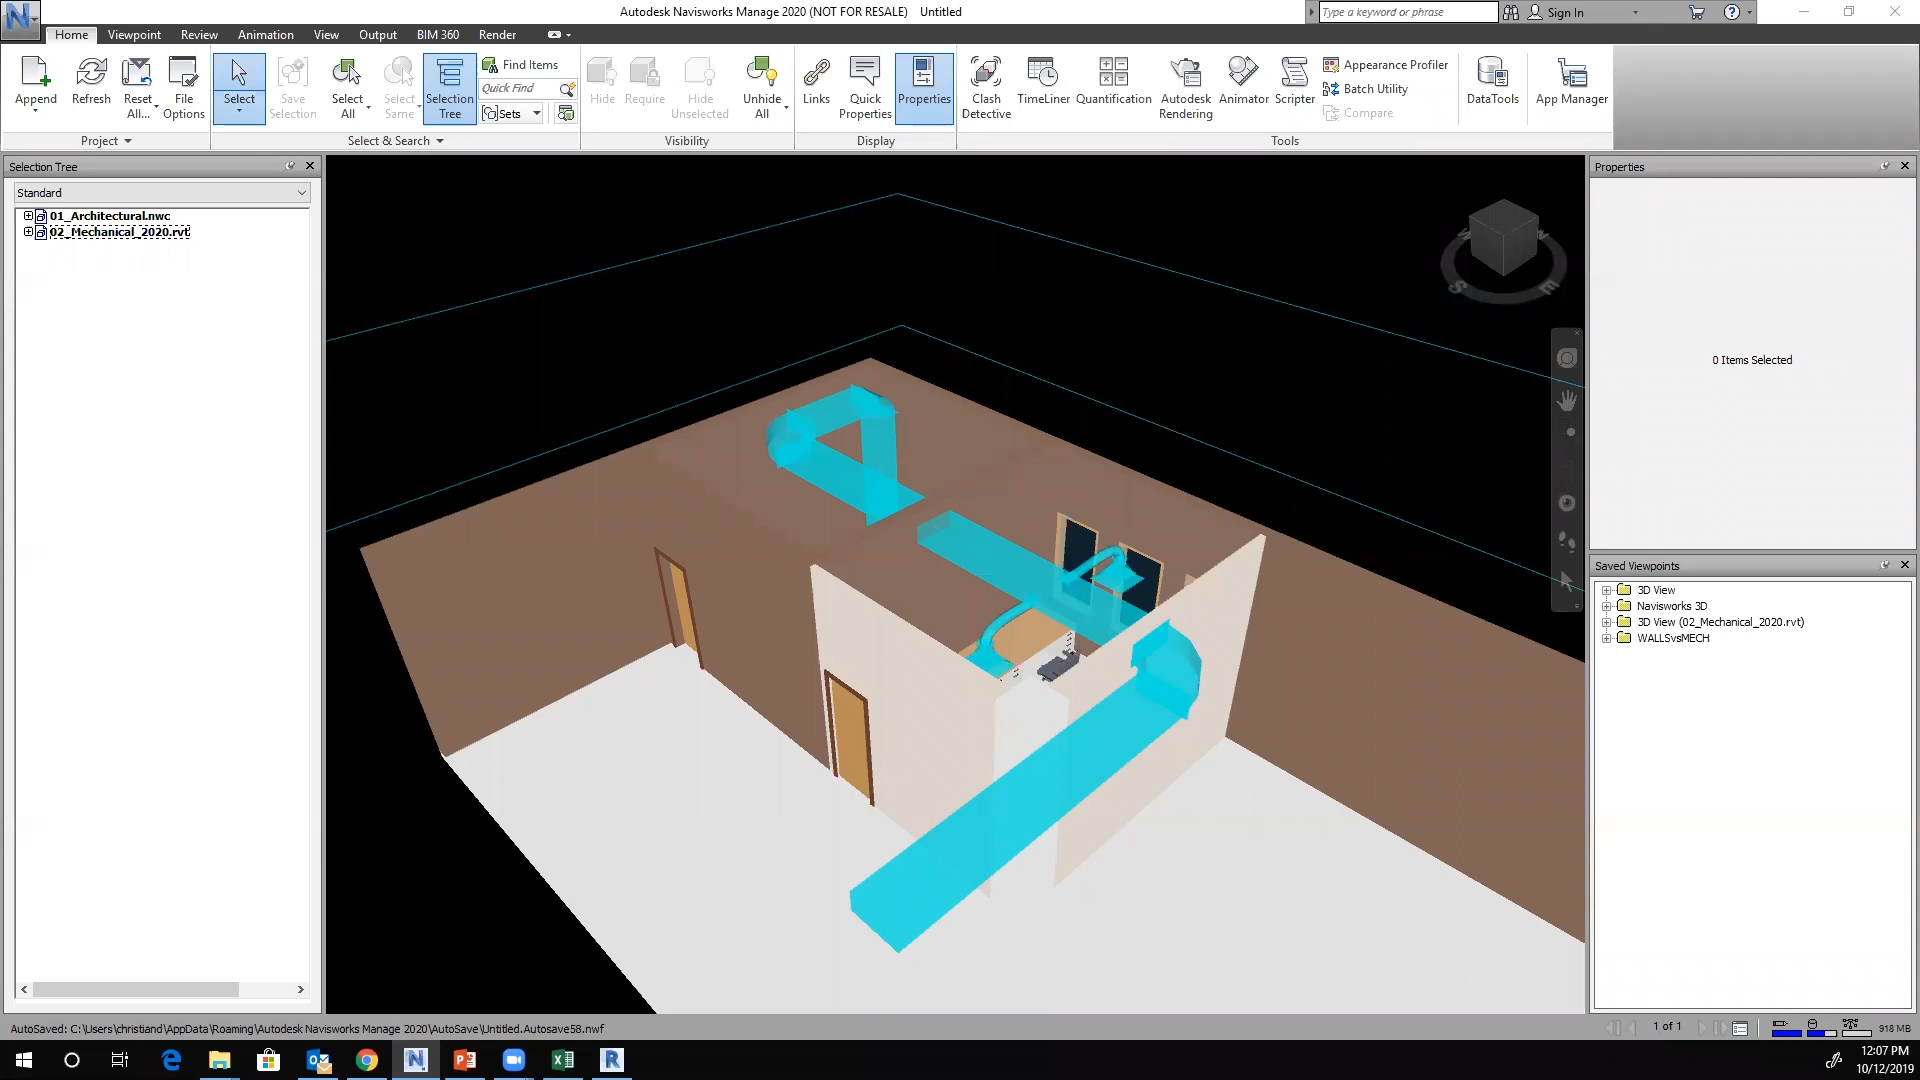 Autodesk Navisworks Manage 2020 (NOT FOR RESALE) Untitled
Type a keyword or phrase
Sign In
Home Viewpoint Review Animation View Output BIM 360 Render
Append
Refresh
Reset All...
File Options
Project
Select
Save Selection
Select All
Select Same
Selection Tree
Find Items
Quick Find
Sets
Select & Search
Hide
Require
Hide Unselected
Unhide All
Visibility
Links
Quick Properties
Properties
Display
Clash Detective
TimeLiner
Quantification
Autodesk Rendering
Animator
Scripter
Appearance Profiler
Batch Utility
Compare
Tools
DataTools
App Manager
Selection Tree
Standard
01_Architectural.nwc
02_Mechanical_2020.rvt
S
E
Properties
0 Items Selected
Saved Viewpoints
3D View
Navisworks 3D
3D View (02_Mechanical_2020.rvt)
WALLSvsMECH
AutoSaved: C:\Users\christiand\AppData\Roaming\Autodesk Navisworks Manage 2020\AutoSave\Untitled.Autosave58.nwf
1 of 1
918 MB
12:07 PM
10/12/2019